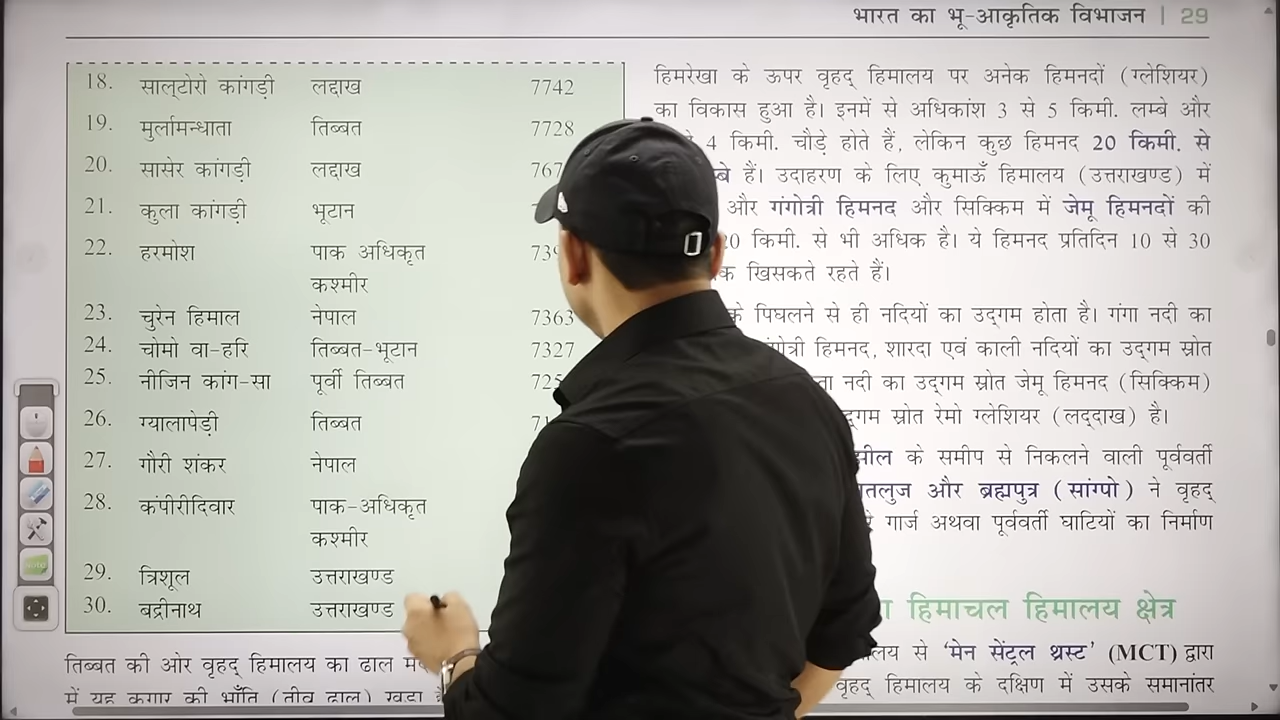 भारत का भू-आकृतिक विभाजन | 29
18. साल्टोरो कांगड़ी लद्दाख 7742
19. मुर्लामन्धाता तिब्बत 7728
20. सासेर कांगड़ी लद्दाख
21. कुला कांगड़ी भूटान
22. हरमोश पाक अधिकृत
कश्मीर
23. चुरेन हिमाल नेपाल 7363
24. चोमो वा-हरि तिब्बत-भूटान 7327
25. नीजिन कांग-सा पूर्वी तिब्बत
26. ग्यालापेड़ी तिब्बत
27. गौरी शंकर नेपाल
28. कंपीरीदिवार पाक-अधिकृत
कश्मीर
29. त्रिशूल उत्तराखण्ड
30. बद्रीनाथ उत्तराखण्ड
तिब्बत की ओर वृहद् हिमालय का ढाल
में यह कगार की भाँति (तीव्र ढाल) खड़ा
हिमरेखा के ऊपर वृहद् हिमालय पर अनेक हिमनदों (ग्लेशियर)
का विकास हुआ है। इनमें से अधिकांश 3 से 5 किमी. लम्बे और
4 किमी. चौड़े होते हैं, लेकिन कुछ हिमनद 20 किमी. से
हैं। उदाहरण के लिए कुमाऊँ हिमालय (उत्तराखण्ड) में
और गंगोत्री हिमनद और सिक्किम में जेमू हिमनदों की
20 किमी. से भी अधिक है। ये हिमनद प्रतिदिन 10 से 30
खिसकते रहते हैं।
के पिघलने से ही नदियों का उद्गम होता है। गंगा नदी का
हिमनद, शारदा एवं काली नदियों का उद्गम स्रोत
नदी का उद्गम स्रोत जेमू हिमनद (सिक्किम)
स्रोत रेमो ग्लेशियर (लद्दाख) है।
के समीप से निकलने वाली पूर्ववर्ती
और ब्रह्मपुत्र (सांग्पो) ने वृहद्
गार्ज अथवा पूर्ववर्ती घाटियों का निर्माण
हिमाचल हिमालय क्षेत्र
से 'मेन सेंट्रल थ्रस्ट' (MCT) द्वारा
वृहद् हिमालय के दक्षिण में उसके समानांतर